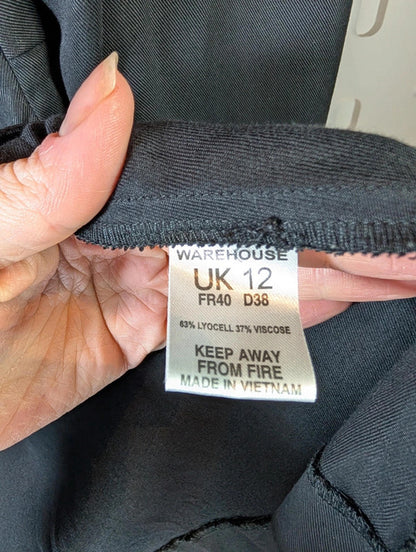 WAREHOUSE
UK 12
FR40 D38
63% LYOCELL 37% VISCOSE
KEEP AWAY
FROM FIRE
MADE IN VIETNAM